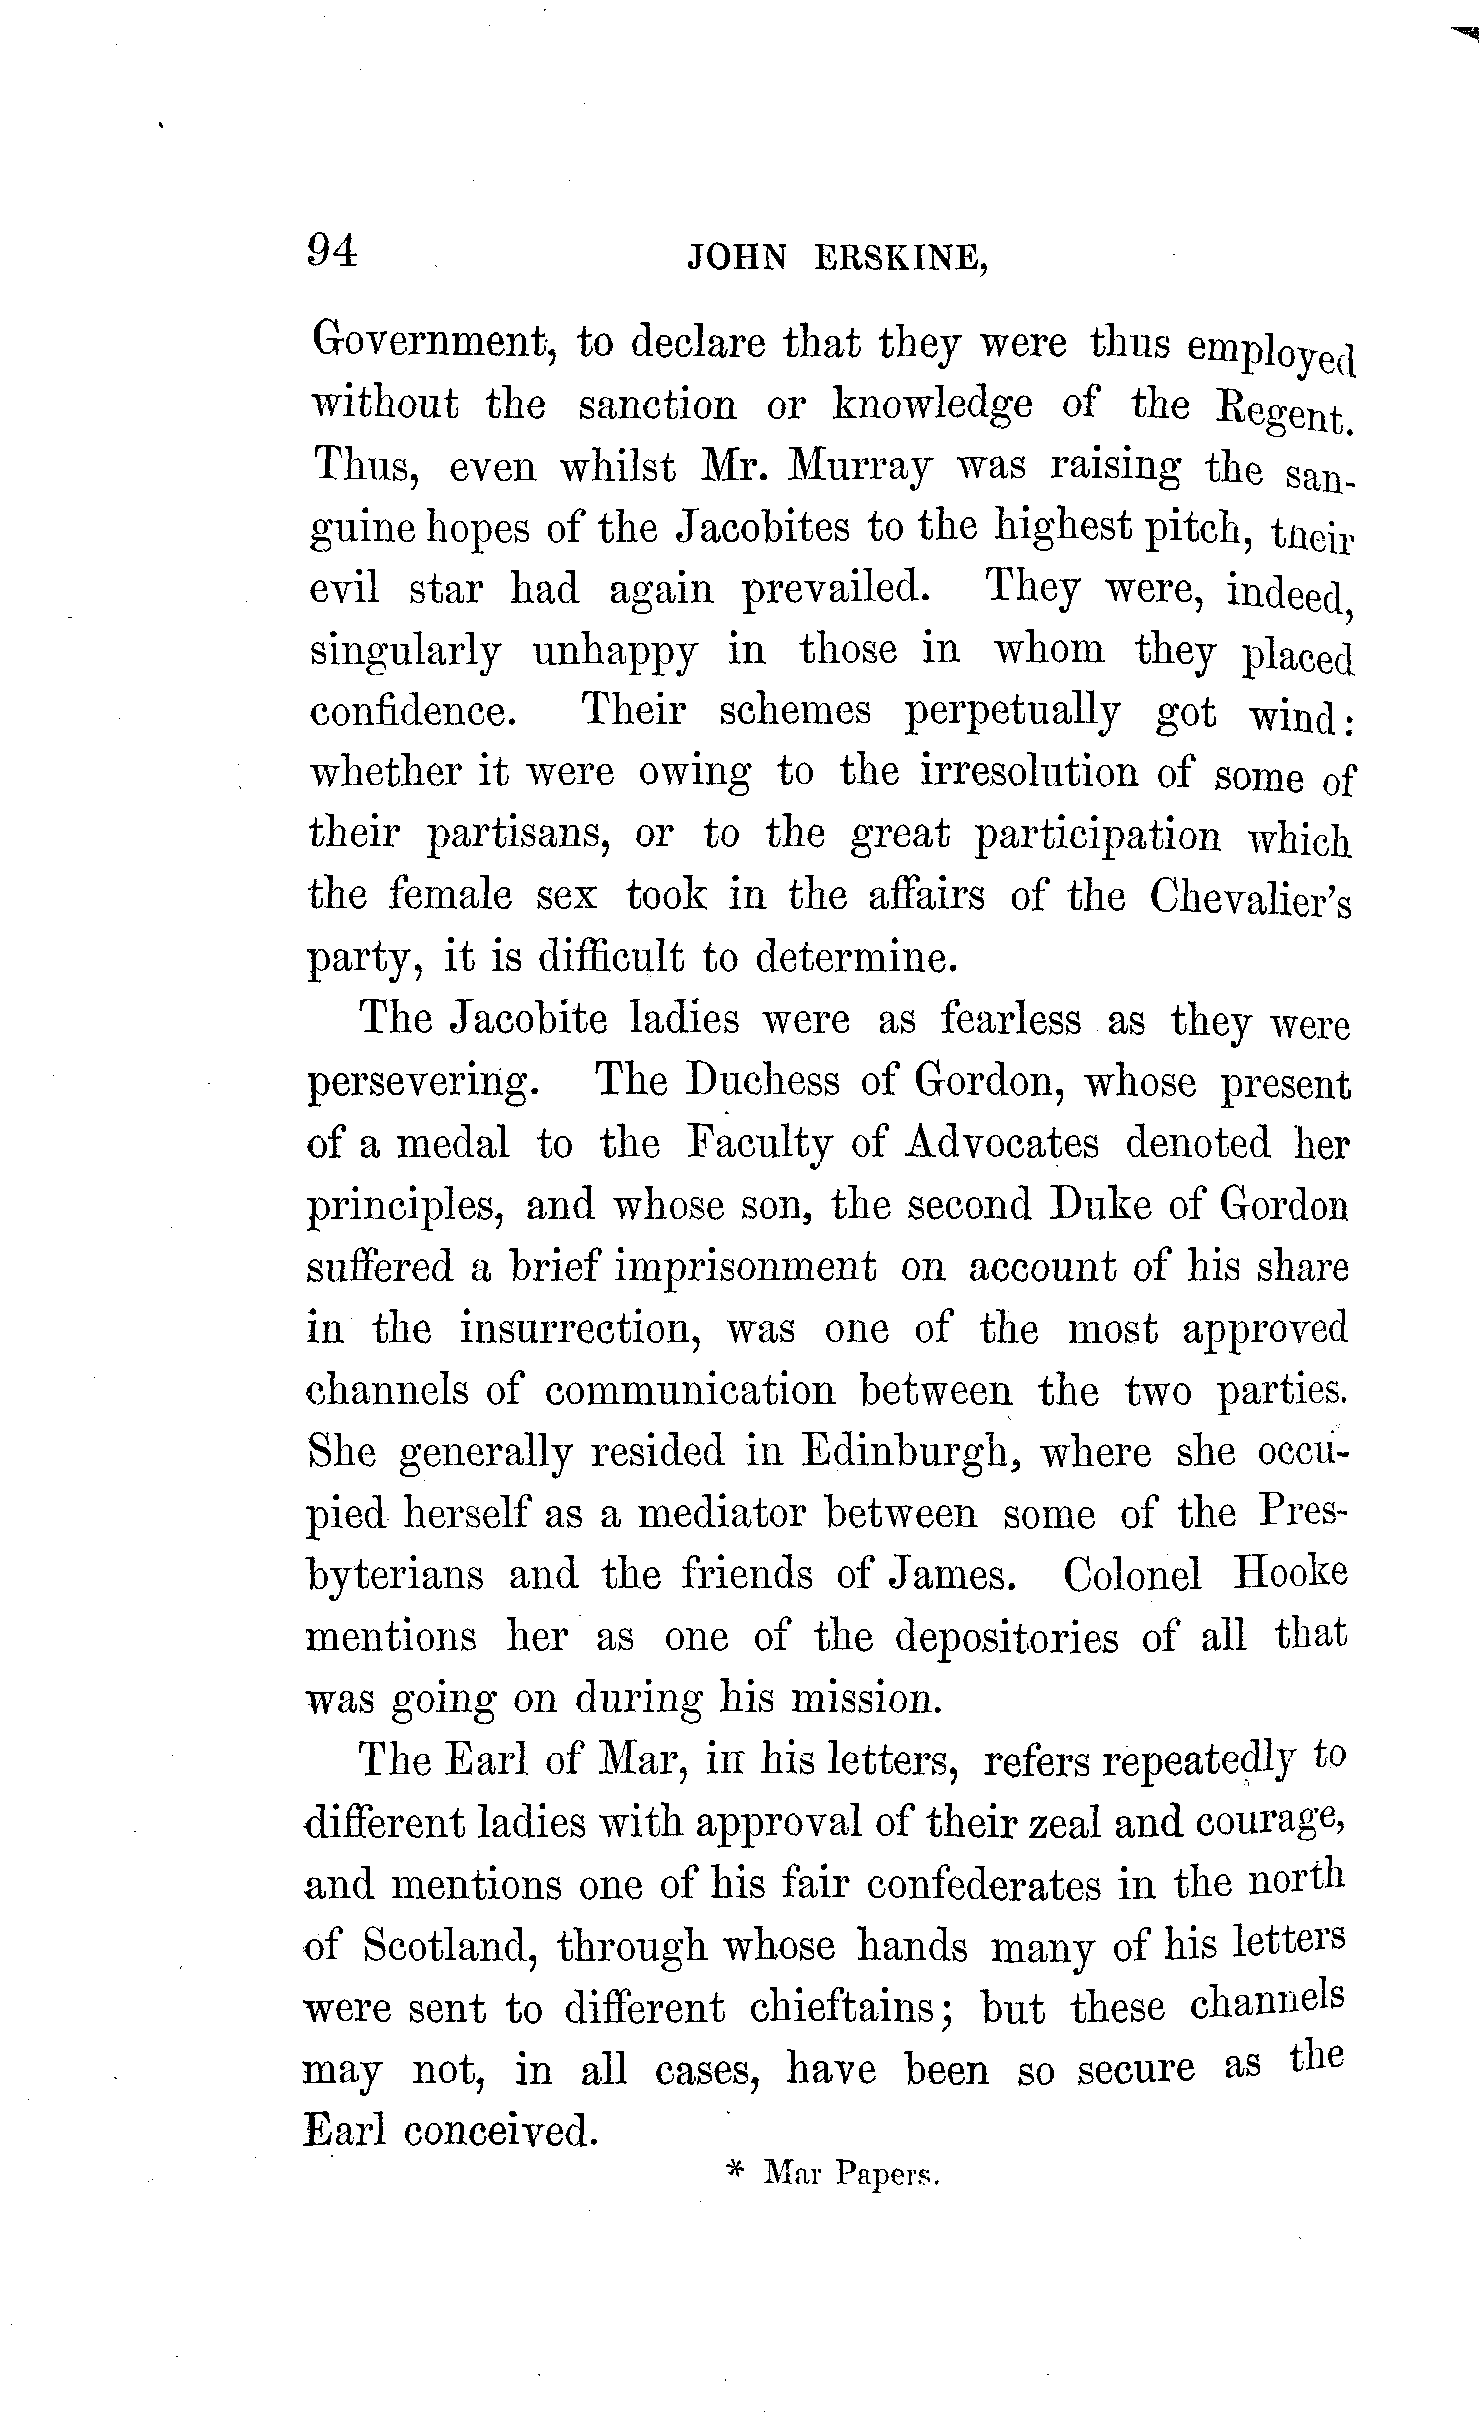 94 JOHN ERSKINE,
Government, to declare that they were thus employed
without the sanction or knowledge of the Regent.
Thus, even whilst Mr. Murray was raising the san-
guine hopes of the Jacobites to the highest pitch, their
evil star had again prevailed. They were, indeed,
singularly unhappy in those in whom they placed
confidence. Their schemes perpetually got wind:
whether it were owing to the irresolution of some of
their partisans, or to the great participation which
the female sex took in the affairs of the Chevalier's
party, it is difficult to determine.
The Jacobite ladies were as fearless as they were
persevering. The Duchess of Gordon, whose present
of a medal to the Faculty of Advocates denoted her
principles, and whose son, the second Duke of Gordon
suffered a brief imprisonment on account of his share
in the insurrection, was one of the most approved
channels of communication between the two parties.
She generally resided in Edinburgh, where she occu-
pied herself as a mediator between some of the Pres-
byterians and the friends of James. Colonel Hooke
mentions her as one of the depositories of all that
was going on during his mission.
The Earl of Mar, in his letters, refers repeatedly to
different ladies with approval of their zeal and courage,
and mentions one of his fair confederates in the north
of Scotland, through whose hands many of his letters
were sent to different chieftains; but these channels
may not, in all cases, have been so secure as the
Earl conceived.
* Mar Papers.